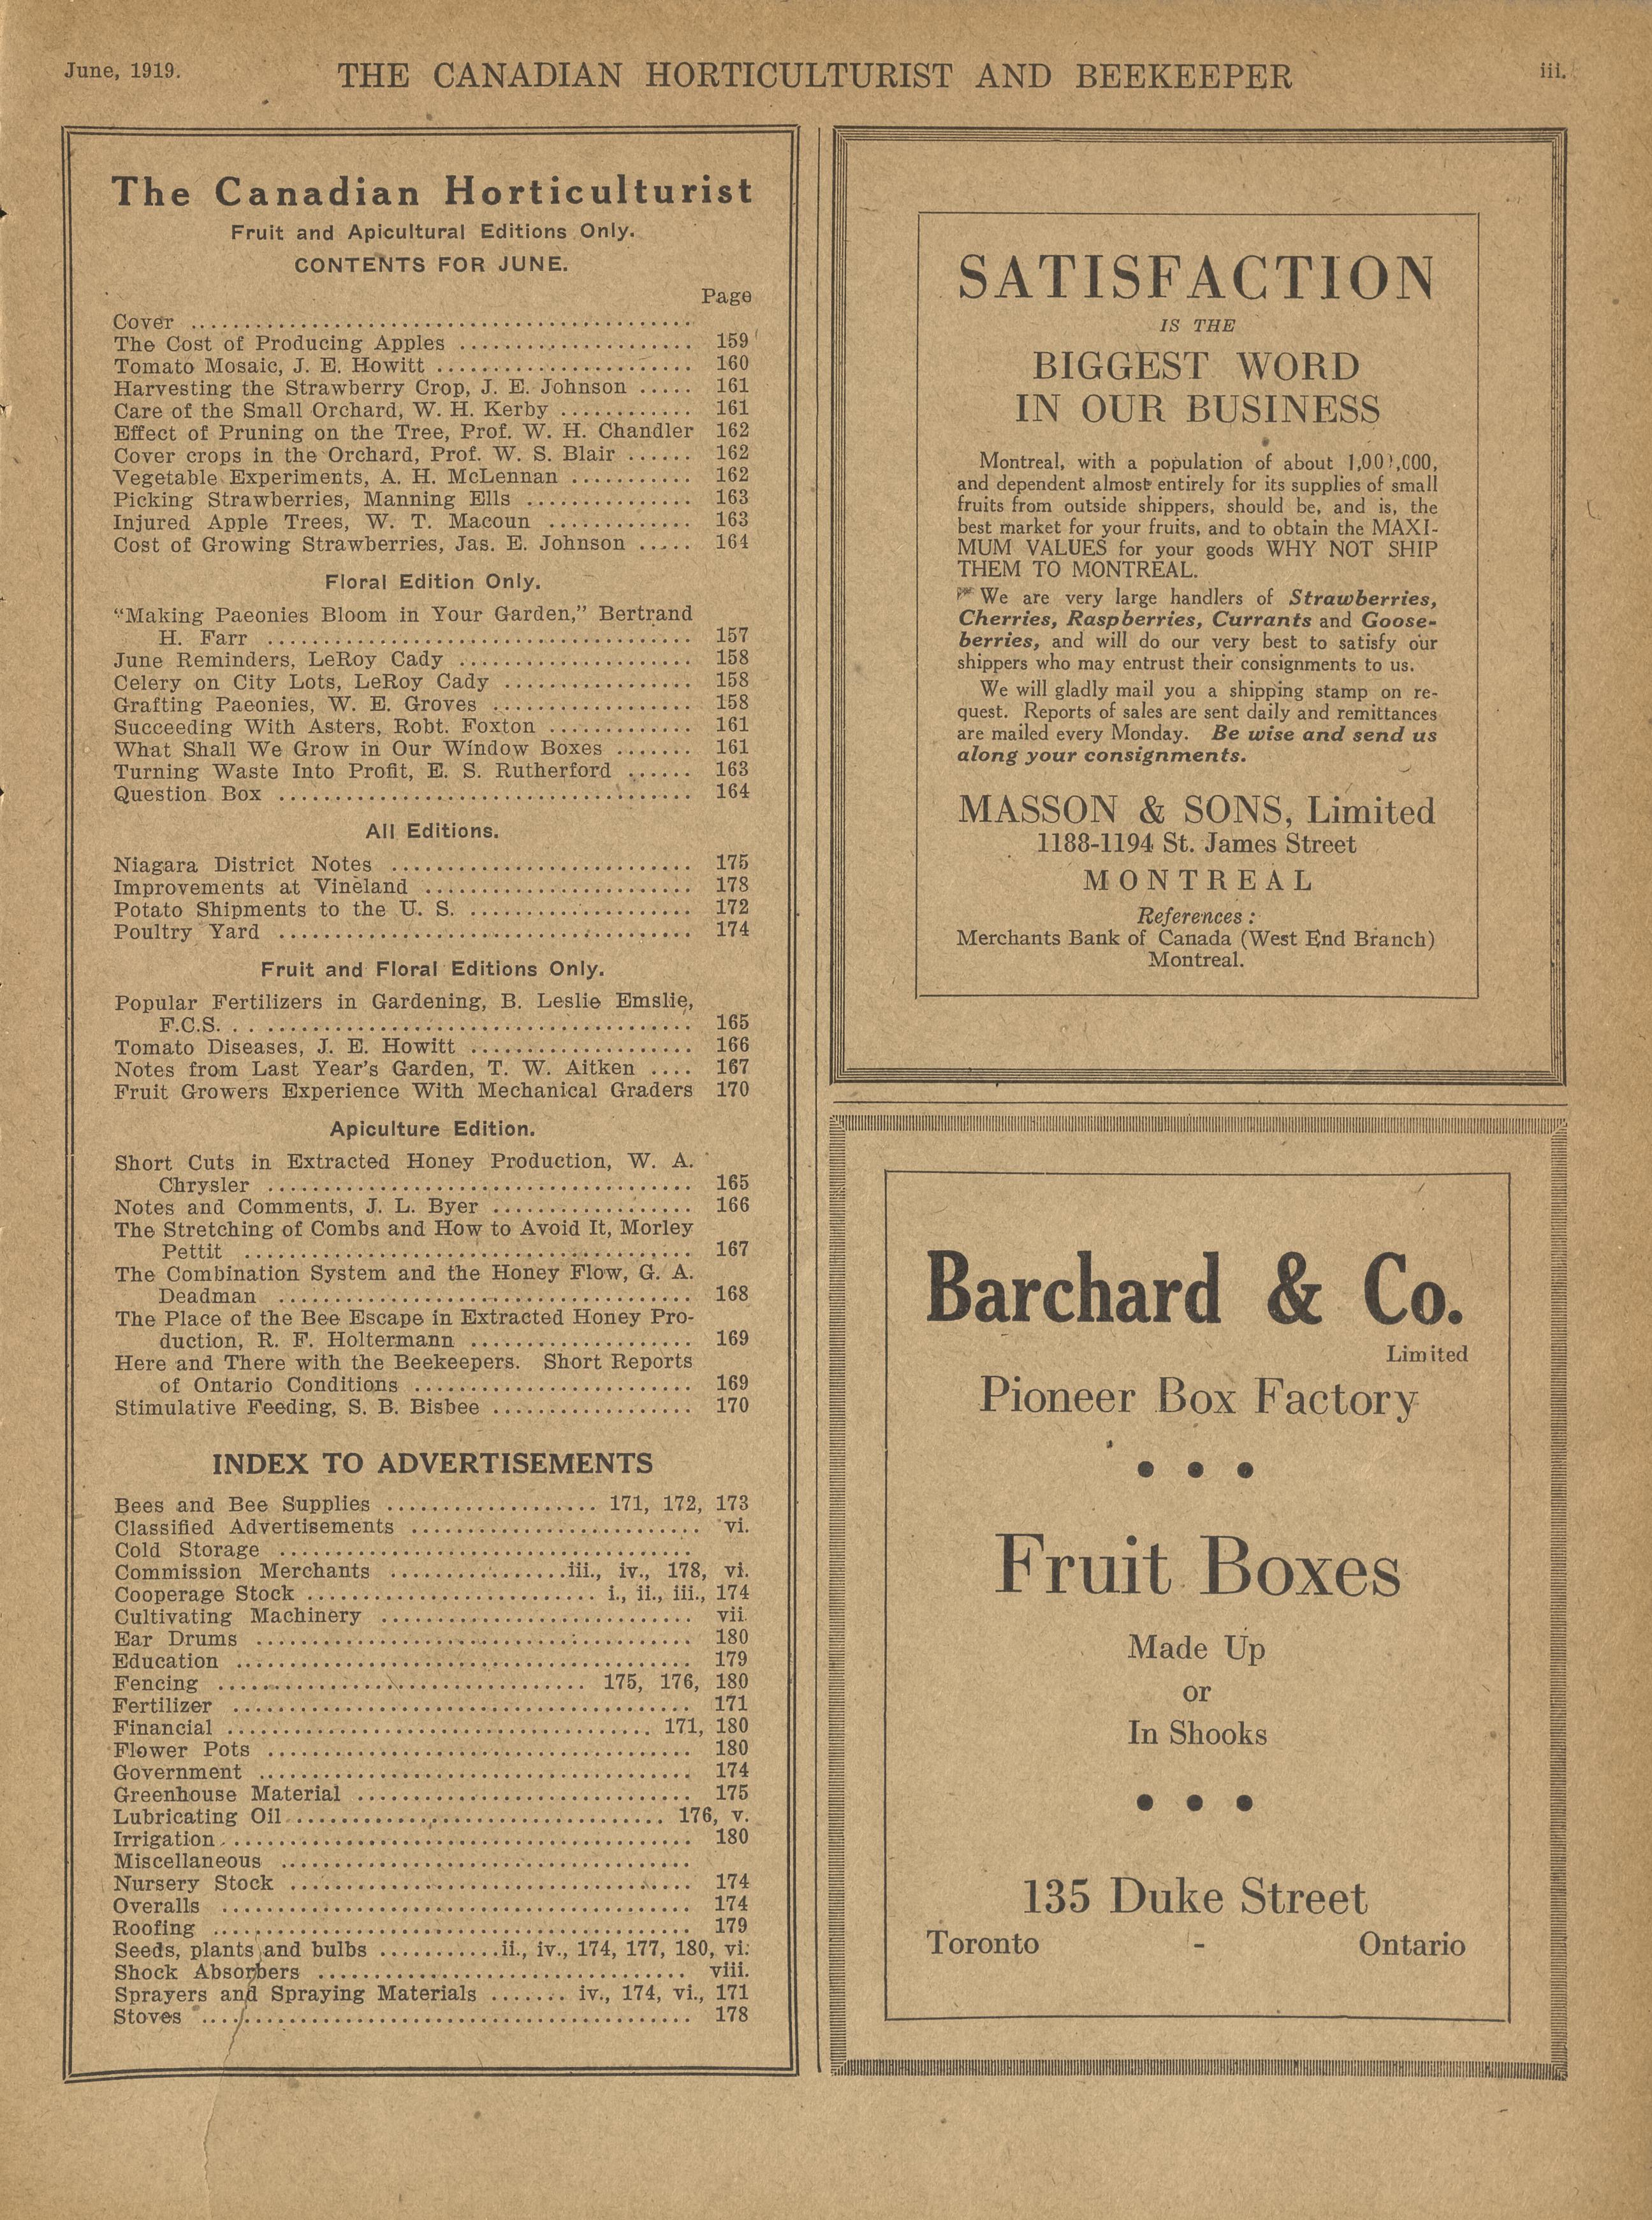 June, 1919.
THE CANADIAN HORTICULTURIST AND BEEKEEPER
iii.
The Canadian Horticulturist
Fruit and Apicultural Editions Only.
CONTENTS FOR JUNE.
Page
Cover ..............................................
The Cost of Producing Apples ..................... 159
Tomato Mosaic, J. E. Howitt ....................... 160
Harvesting the Strawberry Crop, J. E. Johnson ..... 161
Care of the Small Orchard, W. H. Kerby ............ 161
Effect of Pruning on the Tree, Prof. W. H. Chandler 162
Cover crops in the Orchard, Prof. W. S. Blair ...... 162
Vegetable Experiments, A. H. McLennan ........... 162
Picking Strawberries, Manning Ells ............... 163
Injured Apple Trees, W. T. Macoun ............. 163
Cost of Growing Strawberries, Jas. E. Johnson ..... 164
Floral Edition Only.
"Making Paeonies Bloom in Your Garden," Bertrand
H. Farr ...................................... 157
June Reminders, LeRoy Cady ..................... 158
Celery on City Lots, LeRoy Cady ................. 158
Grafting Paeonies, W. E. Groves .................. 158
Succeeding With Asters, Robt. Foxton ............. 161
What Shall We Grow in Our Window Boxes ....... 161
Turning Waste Into Profit, E. S. Rutherford ...... 163
Question Box ..................................... 164
All Editions.
Niagara District Notes ........................... 175
Improvements at Vineland ........................ 178
Potato Shipments to the U. S. .................... 172
Poultry Yard ..................................... 174
Fruit and Floral Editions Only.
Popular Fertilizers in Gardening, B. Leslie Emslie,
F.C.S. . . ...................................... 165
Tomato Diseases, J. E. Howitt .................... 166
Notes from Last Year's Garden, T. W. Aitken .... 167
Fruit Growers Experience With Mechanical Graders 170
Apiculture Edition.
Short Cuts in Extracted Honey Production, W. A.
Chrysler ...................................... 165
Notes and Comments, J. L. Byer .................. 166
The Stretching of Combs and How to Avoid It, Morley
Pettit ........................................ 167
The Combination System and the Honey Flow, G. A.
Deadman ..................................... 168
The Place of the Bee Escape in Extracted Honey Pro-
duction, R. F. Holtermann .................... 169
Here and There with the Beekeepers. Short Reports
of Ontario Conditions ......................... 169
Stimulative Feeding, S. B. Bisbee .................. 170
INDEX TO ADVERTISEMENTS
Bees and Bee Supplies ................... 171, 172, 173
Classified Advertisements .......................... vi.
Cold Storage .....................................
Commission Merchants ................iii., iv., 178, vi.
Cooperage Stock .......................... i., ii., iii., 174
Cultivating Machinery ............................ vii.
Ear Drums ....................................... 180
Education ......................................... 179
Fencing ................................. 175, 176, 180
Fertilizer ......................................... 171
Financial ...................................... 171, 180
Flower Pots ...................................... 180
Government ....................................... 174
Greenhouse Material .............................. 175
Lubricating Oil .................................. 176, v.
Irrigation ......................................... 180
Miscellaneous .....................................
Nursery Stock .................................... 174
Overalls .......................................... 174
Roofing ........................................... 179
Seeds, plants and bulbs ...........ii., iv., 174, 177, 180, vi.
Shock Absorbers ................................. viii.
Sprayers and Spraying Materials ....... iv., 174, vi., 171
Stoves ............................................ 178
SATISFACTION
IS THE
BIGGEST WORD
IN OUR BUSINESS
Montreal, with a population of about 1,00 ,000,
and dependent almost entirely for its supplies of small
fruits from outside shippers, should be, and is, the
best market for your fruits, and to obtain the MAXI-
MUM VALUES for your goods WHY NOT SHIP
THEM TO MONTREAL.
We are very large handlers of Strawberries,
Cherries, Raspberries, Currants and Goose-
berries, and will do our very best to satisfy our
shippers who may entrust their consignments to us.
We will gladly mail you a shipping stamp on re-
quest. Reports of sales are sent daily and remittances
are mailed every Monday. Be wise and send us
along your consignments.
MASSON & SONS, Limited
1188-1194 St. James Street
MONTREAL
References :
Merchants Bank of Canada (West End Branch)
Montreal.
Barchard & Co.
Limited
Pioneer Box Factory
• • •
Fruit Boxes
Made Up
or
In Shooks
• • •
135 Duke Street
Toronto - Ontario